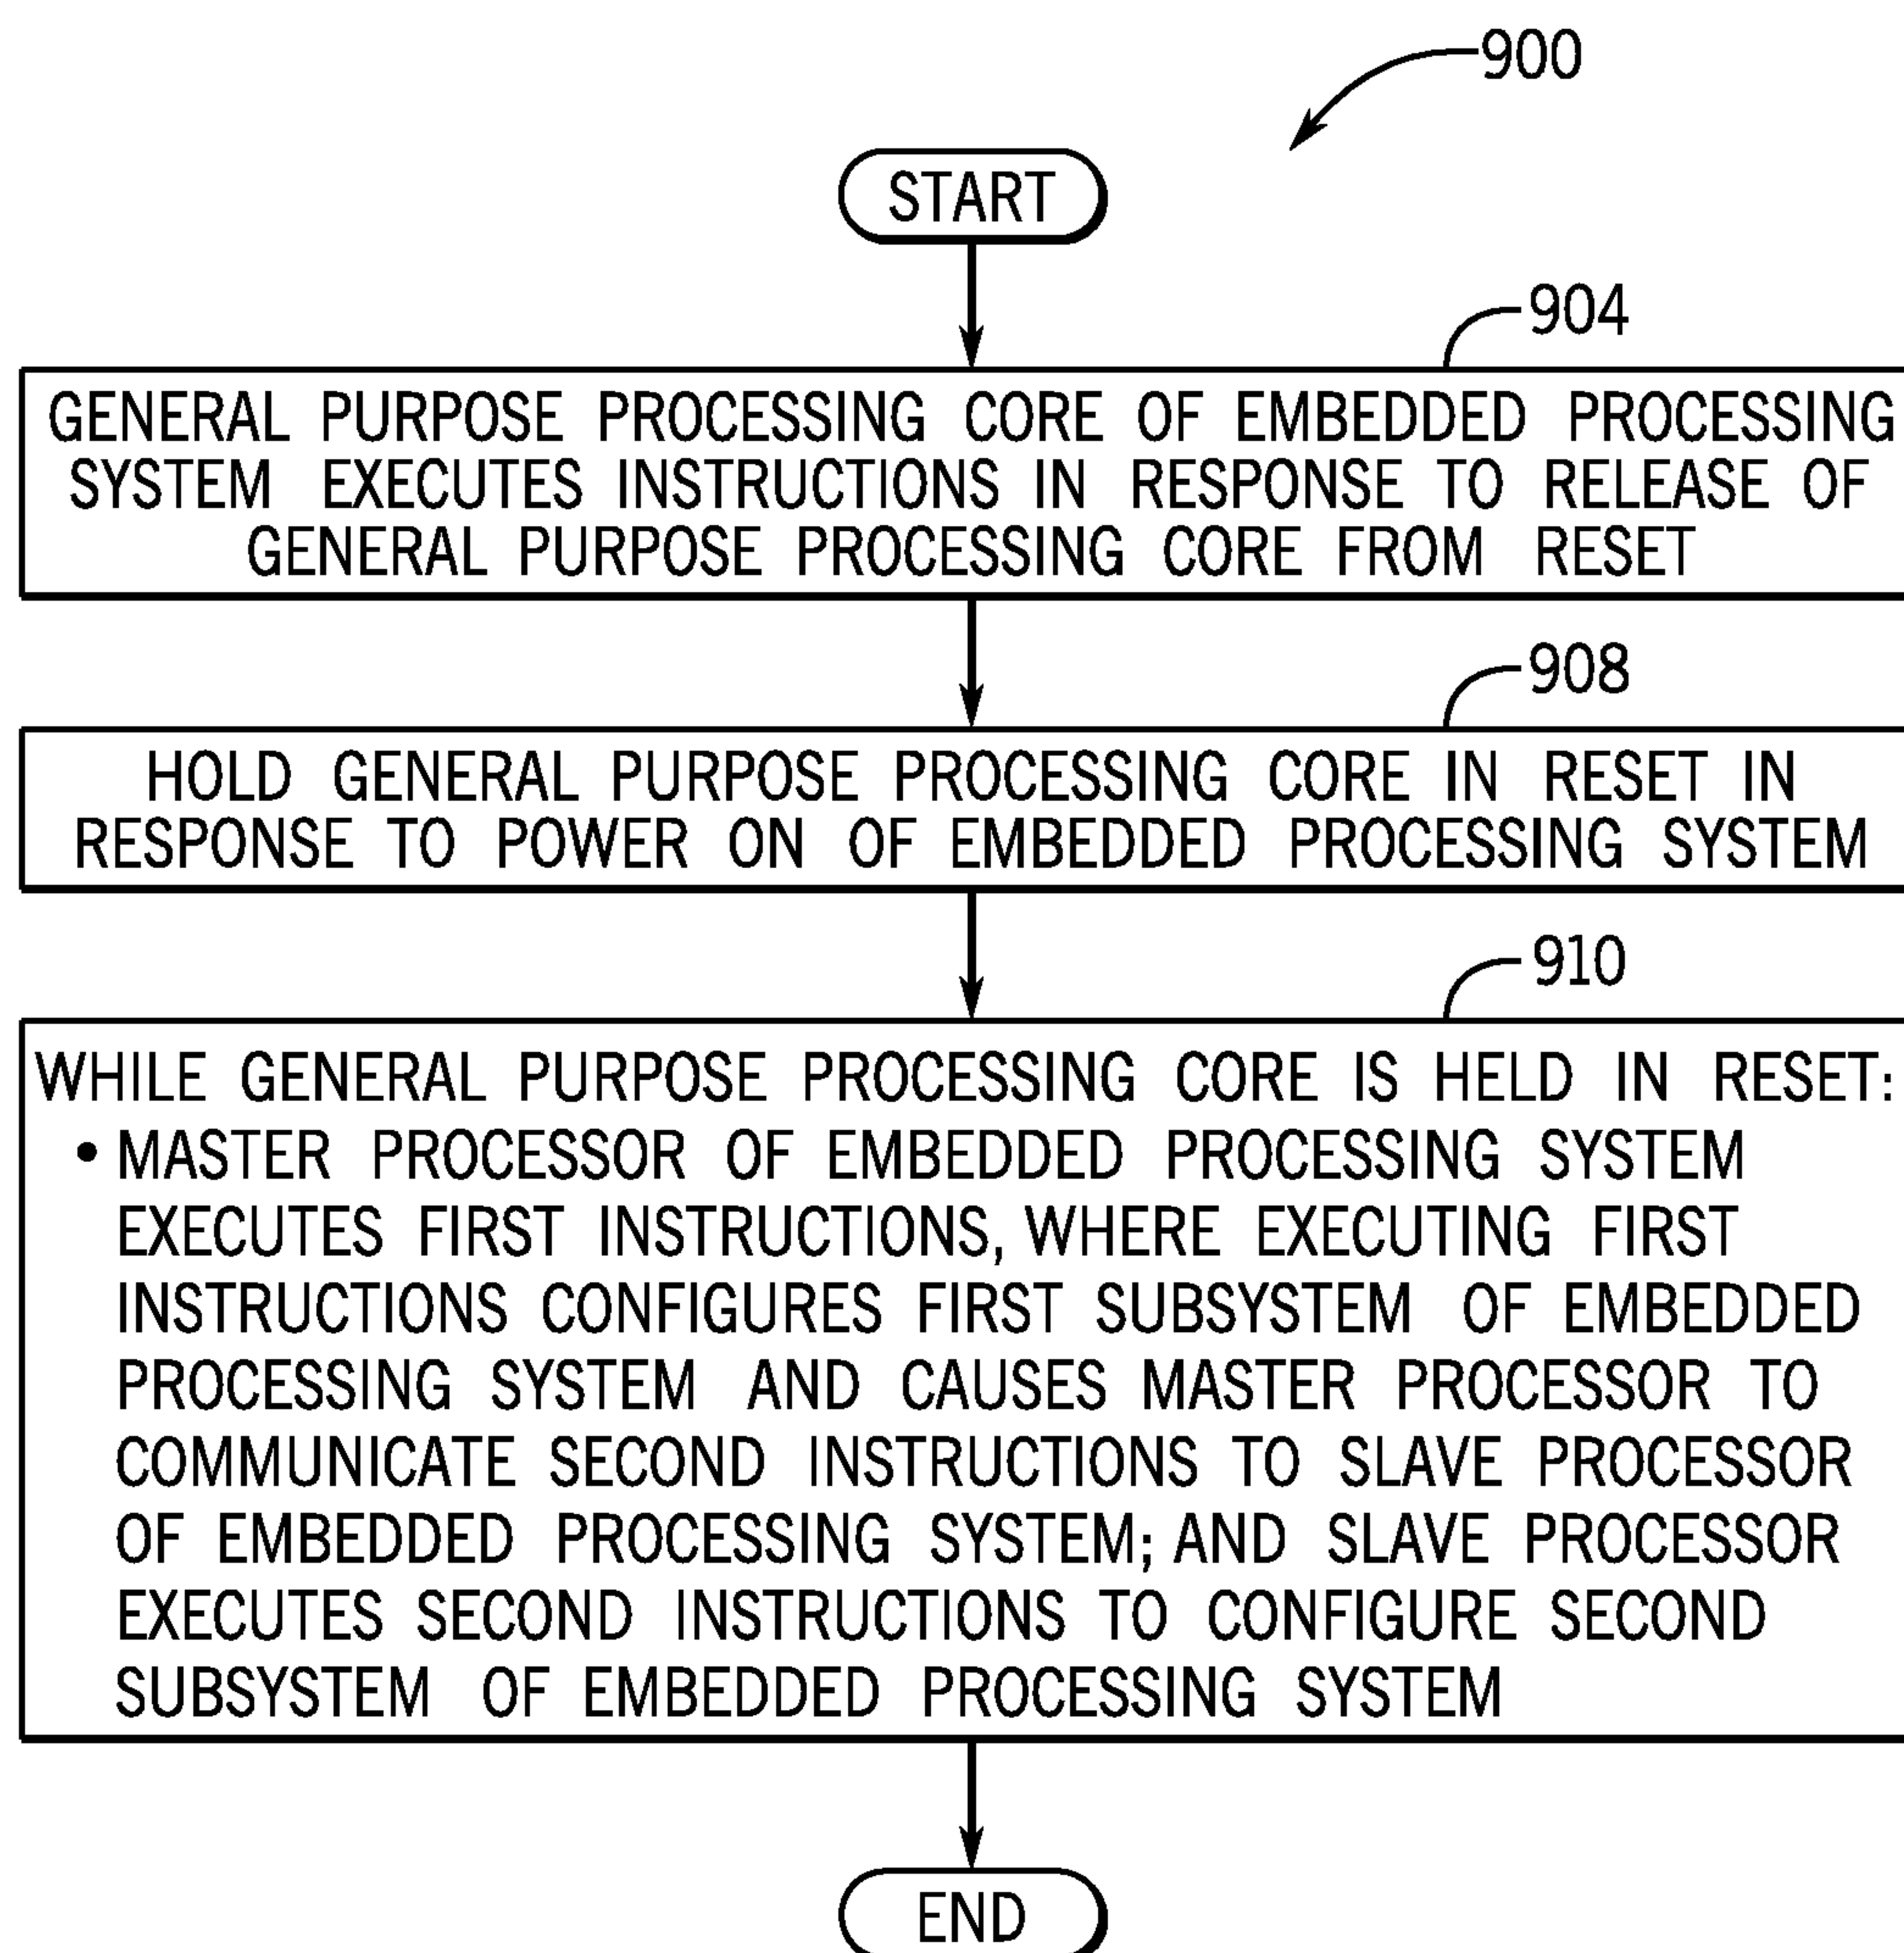 900
START
904
GENERAL PURPOSE PROCESSING CORE OF EMBEDDED PROCESSING
SYSTEM EXECUTES INSTRUCTIONS IN RESPONSE TO RELEASE OF
GENERAL PURPOSE PROCESSING CORE FROM RESET
908
HOLD GENERAL PURPOSE PROCESSING CORE IN RESET IN
RESPONSE TO POWER ON OF EMBEDDED PROCESSING SYSTEM
910
WHILE GENERAL PURPOSE PROCESSING CORE IS HELD IN RESET:
• MASTER PROCESSOR OF EMBEDDED PROCESSING SYSTEM
EXECUTES FIRST INSTRUCTIONS, WHERE EXECUTING FIRST
INSTRUCTIONS CONFIGURES FIRST SUBSYSTEM OF EMBEDDED
PROCESSING SYSTEM AND CAUSES MASTER PROCESSOR TO
COMMUNICATE SECOND INSTRUCTIONS TO SLAVE PROCESSOR
OF EMBEDDED PROCESSING SYSTEM; AND SLAVE PROCESSOR
EXECUTES SECOND INSTRUCTIONS TO CONFIGURE SECOND
SUBSYSTEM OF EMBEDDED PROCESSING SYSTEM
END